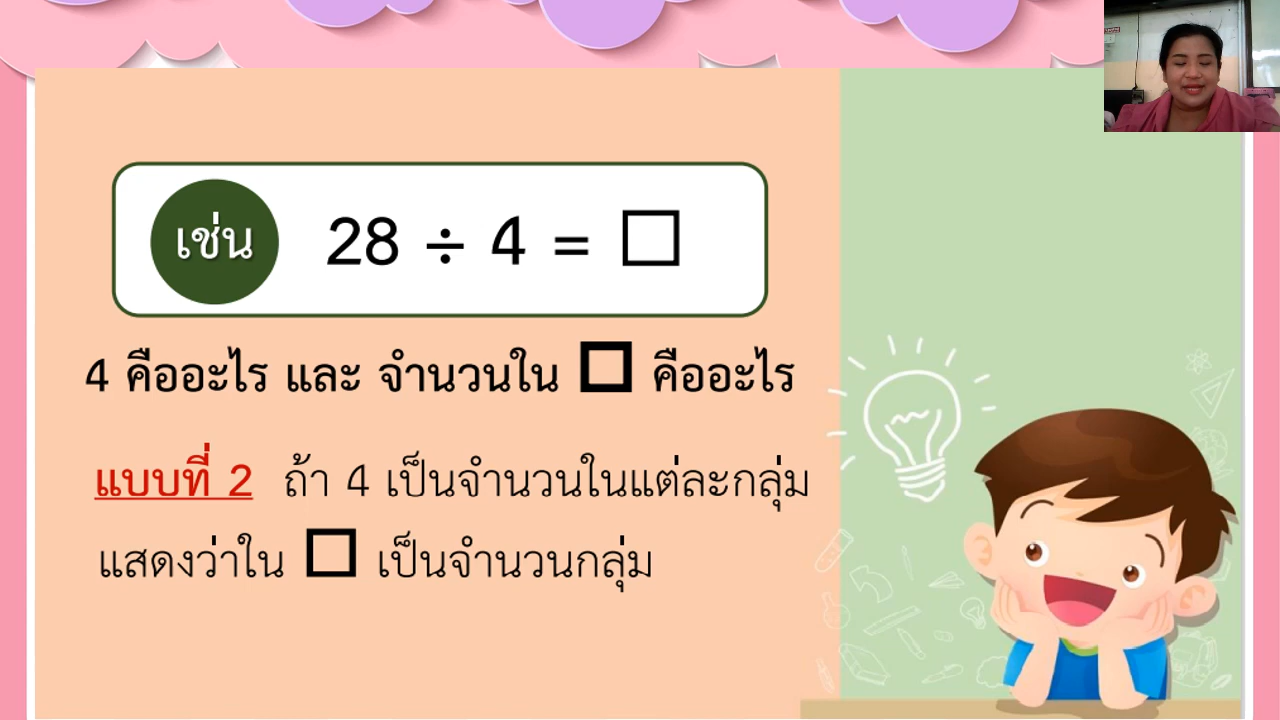 เช่น 28 ÷ 4 = □
4 คืออะไร และ จำนวนใน □ คืออะไร
แบบที่ 2 ถ้า 4 เป็นจำนวนในแต่ละกลุ่ม
แสดงว่าใน □ เป็นจำนวนกลุ่ม